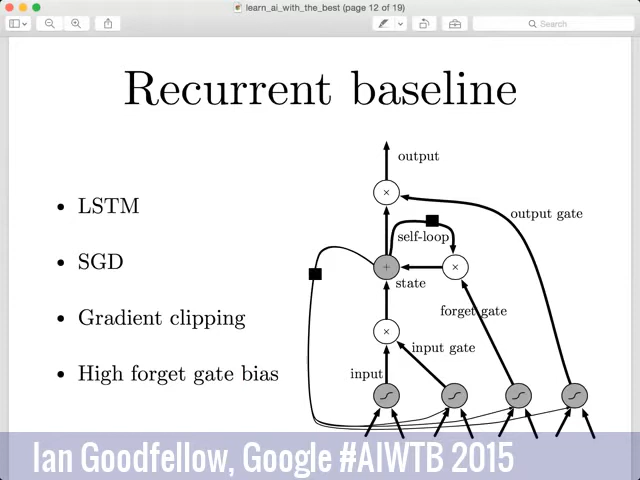 learn_ai_with_the_best (page 12 of 19)
Search
Recurrent baseline
• LSTM
• SGD
• Gradient clipping
• High forget gate bias
output
×
output gate
self-loop
+
×
state
forget gate
×
input gate
input
Ian Goodfellow, Google #AIWTB 2015